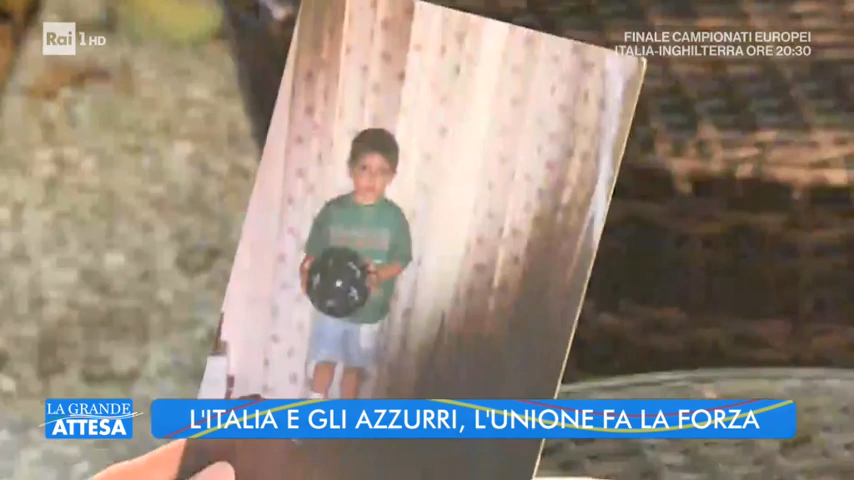 Rai 1 HD
FINALE CAMPIONATI EUROPEI
ITALIA-INGHILTERRA ORE 20:30
LA GRANDE
ATTESA
L'ITALIA E GLI AZZURRI, L'UNIONE FA LA FORZA